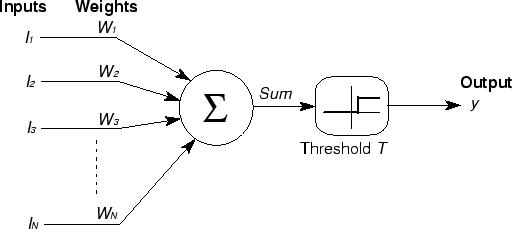 Inputs Weights
I1 W1
I2 W2
I3 W3
IN WN
Σ
Sum
Threshold T
Output
y